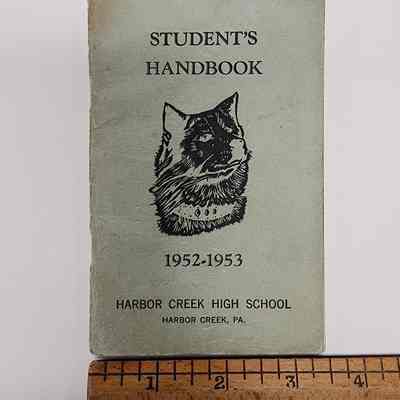 STUDENT'S
HANDBOOK
1952-1953
HARBOR CREEK HIGH SCHOOL
HARBOR CREEK, PA.
1 2 3 4